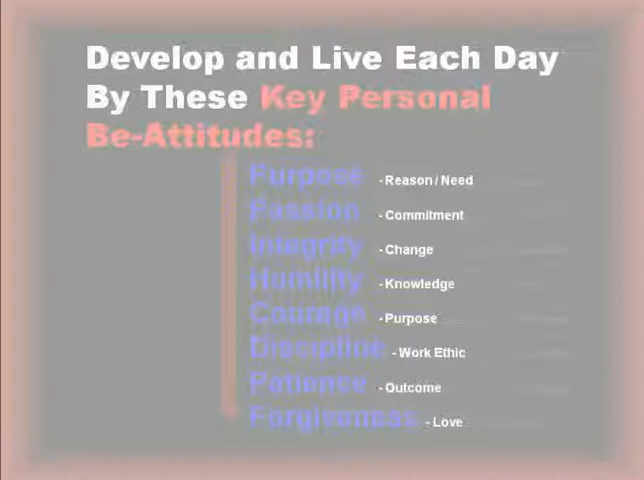 Develop and Live Each Day
By These Key Personal
Be-Attitudes:
Purpose - Reason / Need
Passion - Commitment
Integrity - Change
Humility - Knowledge
Courage - Purpose
Discipline - Work Ethic
Patience - Outcome
Forgiveness - Love